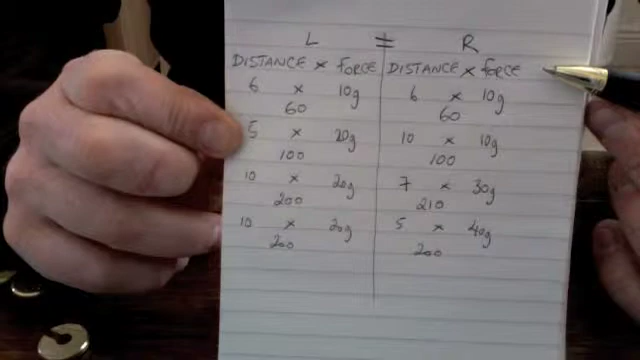 L = R
DISTANCE x FORCE DISTANCE x FORCE
6 x 10g 6 x 10g
60 60
5 x 20g 10 x 10g
100 100
10 x 20g 7 x 30g
200 210
10 x 20g 5 x 40g
200 200